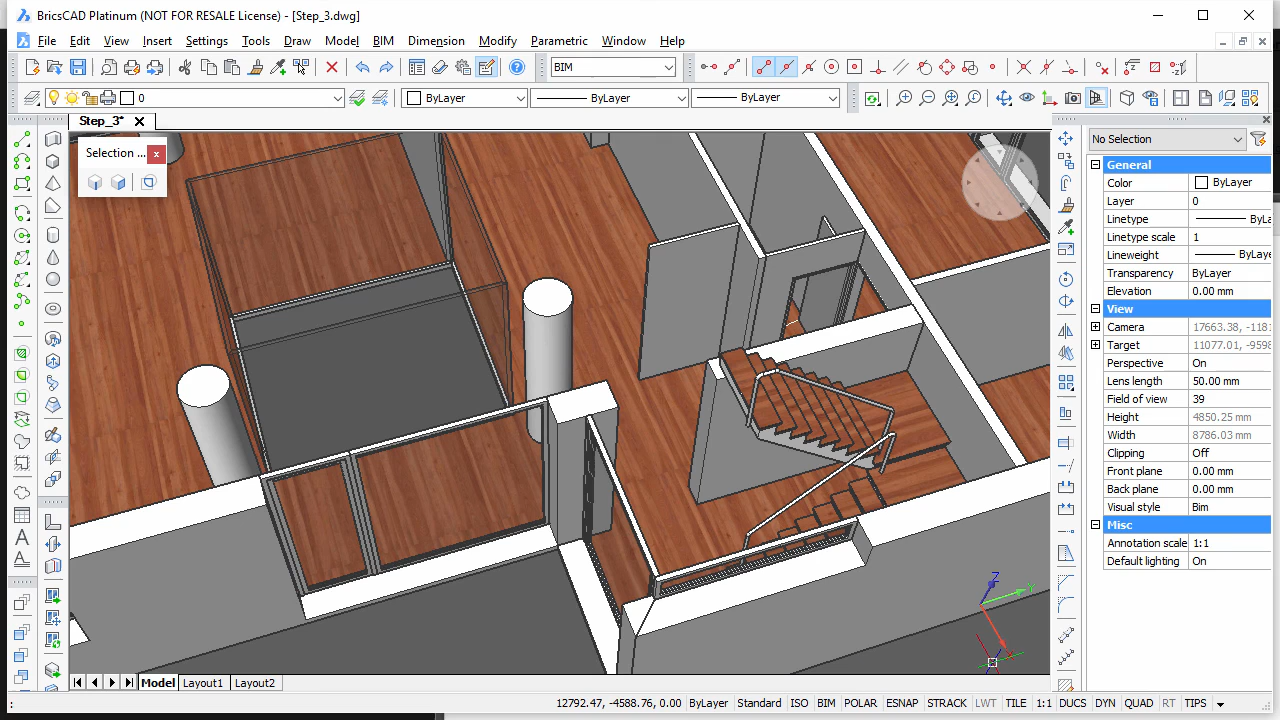 BricsCAD Platinum (NOT FOR RESALE License) - [Step_3.dwg]
File Edit View Insert Settings Tools Draw Model BIM Dimension Modify Parametric Window Help
BIM
0 ByLayer ByLayer ByLayer
Step_3*
No Selection
Selection ...
General
Color ByLayer
Layer 0
Linetype ByLa
Linetype scale 1
Lineweight ByLa
Transparency ByLayer
Elevation 0.00 mm
View
Camera 17663.38, -118
Target 11077.01, -959
Perspective On
Lens length 50.00 mm
Field of view 39
Height 4850.25 mm
Width 8786.03 mm
Clipping Off
Front plane 0.00 mm
Back plane 0.00 mm
Visual style Bim
Misc
Annotation scale 1:1
Default lighting On
Z
Y
X
Model Layout1 Layout2
: 12792.47, -4588.76, 0.00 ByLayer Standard ISO BIM POLAR ESNAP STRACK LWT TILE 1:1 DUCS DYN QUAD RT TIPS